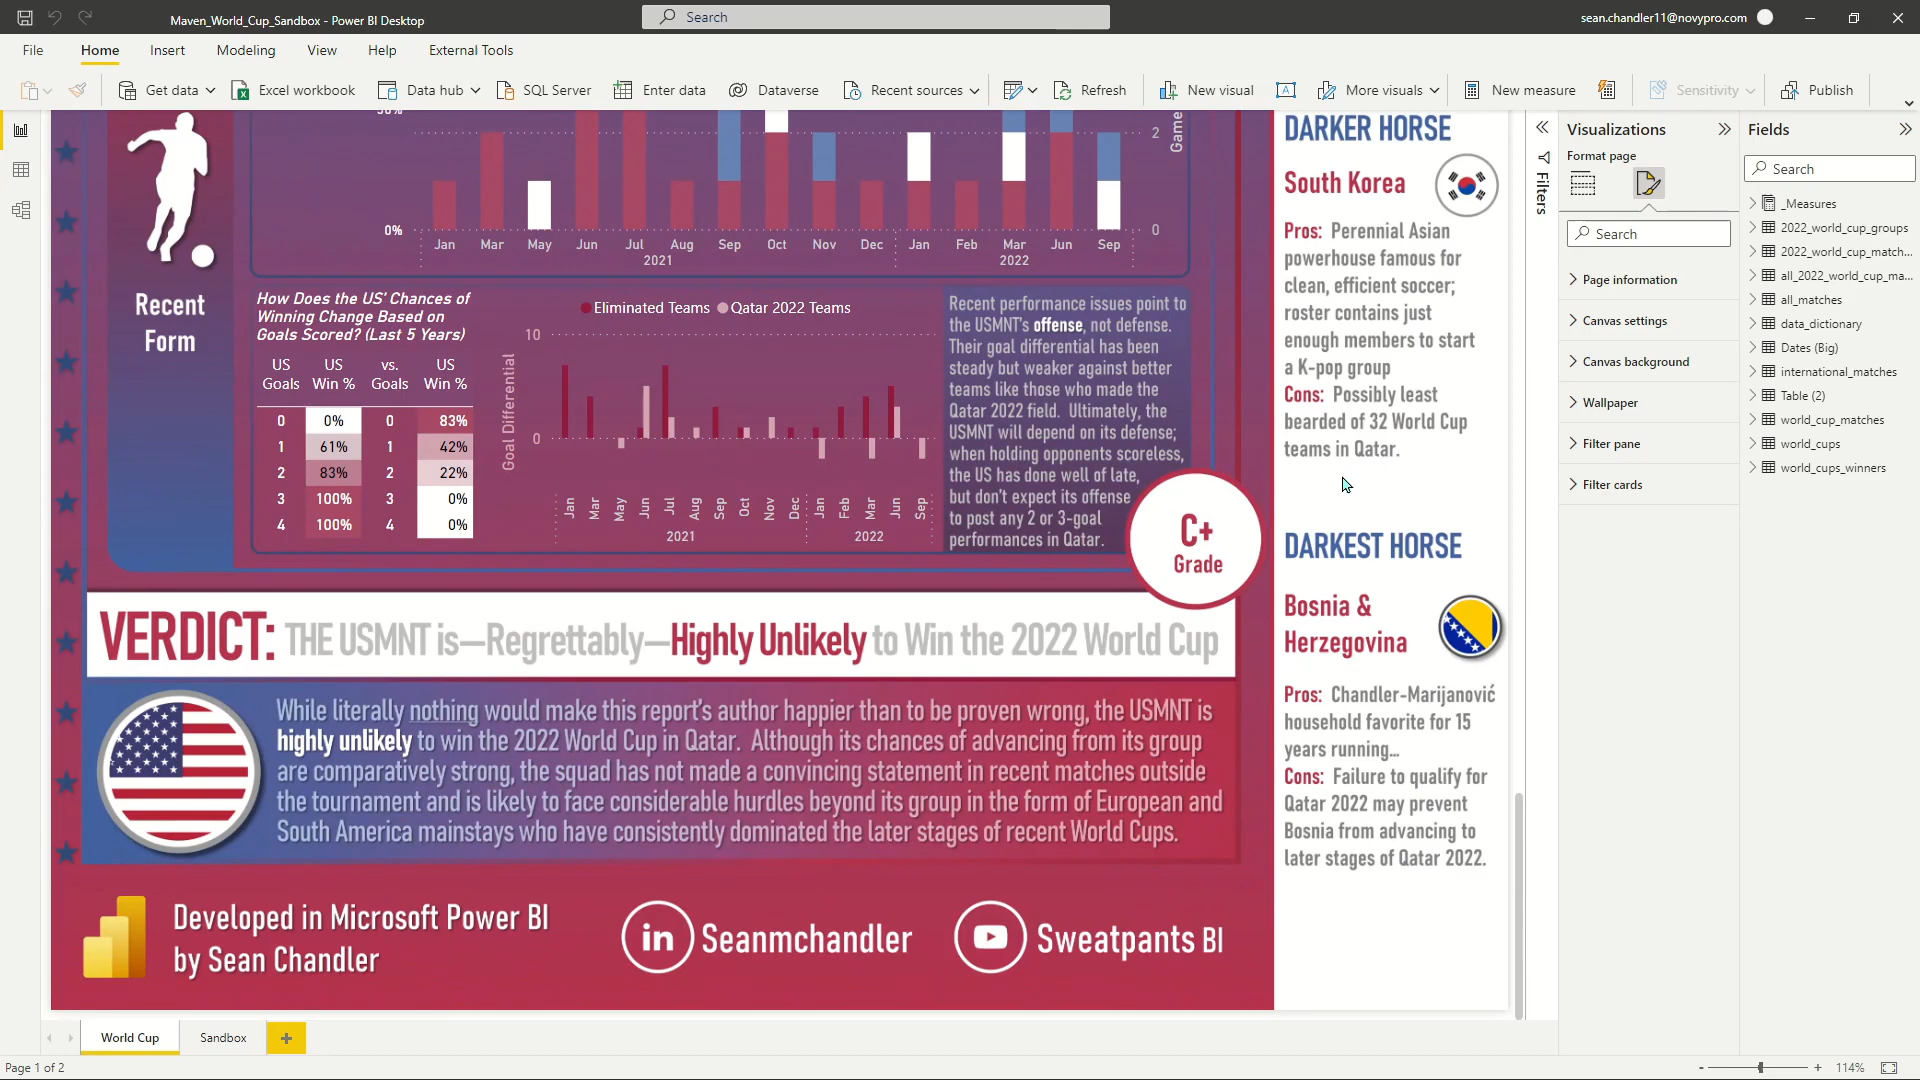 Maven_World_Cup_Sandbox - Power BI Desktop
Search
sean.chandler11@novypro.com
File
Home
Insert
Modeling
View
Help
External Tools
Get data
Excel workbook
Data hub
SQL Server
Enter data
Dataverse
Recent sources
Refresh
New visual
More visuals
New measure
Sensitivity
Publish
Recent
Form
0%
Jan Mar May Jun Jul Aug Sep Oct Nov Dec Jan Feb Mar Jun Sep
2021
2022
2
0
Game
How Does the US' Chances of
Winning Change Based on
Goals Scored? (Last 5 Years)
US US vs. US
Goals Win % Goals Win %
0 0% 0 83%
1 61% 1 42%
2 83% 2 22%
3 100% 3 0%
4 100% 4 0%
Eliminated Teams Qatar 2022 Teams
Goal Differential
10
0
Jan Mar May Jun Jul Aug Sep Oct Nov Dec Jan Feb Mar Jun Sep
2021
2022
Recent performance issues point to
the USMNT's offense, not defense.
Their goal differential has been
steady but weaker against better
teams like those who made the
Qatar 2022 field. Ultimately, the
USMNT will depend on its defense;
when holding opponents scoreless,
the US has done well of late,
but don't expect its offense
to post any 2 or 3-goal
performances in Qatar.
C+
Grade
VERDICT: THE USMNT is—Regrettably—Highly Unlikely to Win the 2022 World Cup
While literally nothing would make this report's author happier than to be proven wrong, the USMNT is
highly unlikely to win the 2022 World Cup in Qatar. Although its chances of advancing from its group
are comparatively strong, the squad has not made a convincing statement in recent matches outside
the tournament and is likely to face considerable hurdles beyond its group in the form of European and
South America mainstays who have consistently dominated the later stages of recent World Cups.
Developed in Microsoft Power BI
by Sean Chandler
in Seanmchandler
Sweatpants BI
DARKER HORSE
South Korea
Pros: Perennial Asian
powerhouse famous for
clean, efficient soccer;
roster contains just
enough members to start
a K-pop group
Cons: Possibly least
bearded of 32 World Cup
teams in Qatar.
DARKEST HORSE
Bosnia &
Herzegovina
Pros: Chandler-Marijanović
household favorite for 15
years running...
Cons: Failure to qualify for
Qatar 2022 may prevent
Bosnia from advancing to
later stages of Qatar 2022.
Filters
Visualizations
Format page
Search
Page information
Canvas settings
Canvas background
Wallpaper
Filter pane
Filter cards
Fields
Search
_Measures
2022_world_cup_groups
2022_world_cup_match...
all_2022_world_cup_ma...
all_matches
data_dictionary
Dates (Big)
international_matches
Table (2)
world_cup_matches
world_cups
world_cups_winners
World Cup
Sandbox
Page 1 of 2
114%